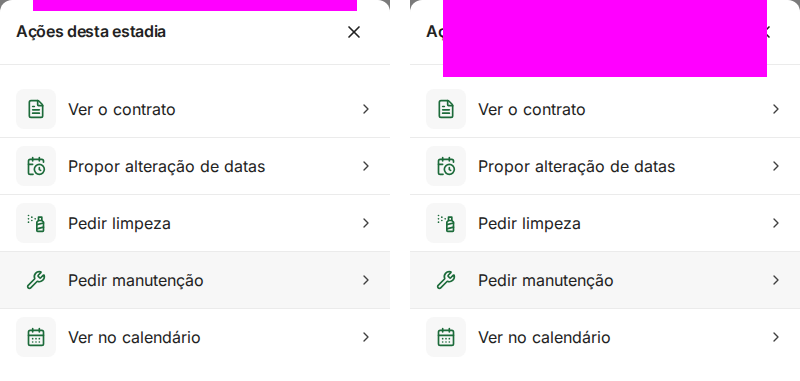 Ações desta estadia
Ver o contrato
Propor alteração de datas
Pedir limpeza
Pedir manutenção
Ver no calendário
Ver o contrato
Propor alteração de datas
Pedir limpeza
Pedir manutenção
Ver no calendário